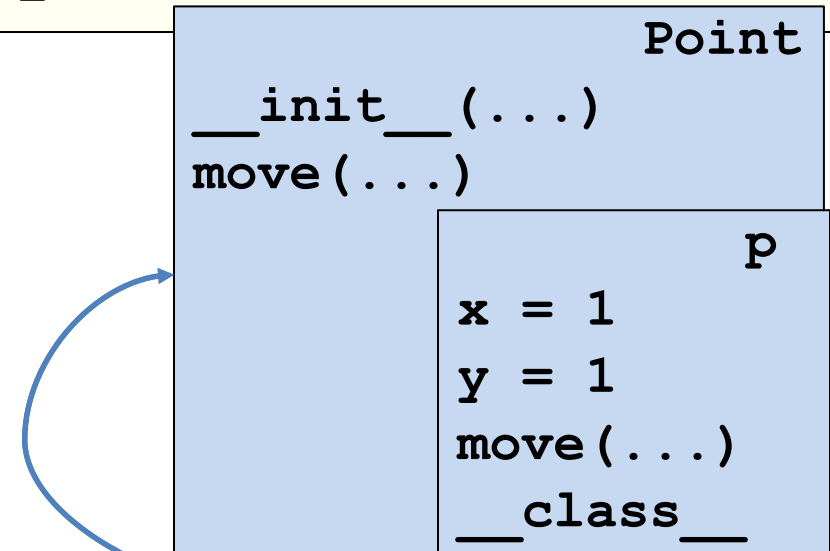 Point
__init__(...)
move(...)
p
x = 1
y = 1
move(...)
__class__